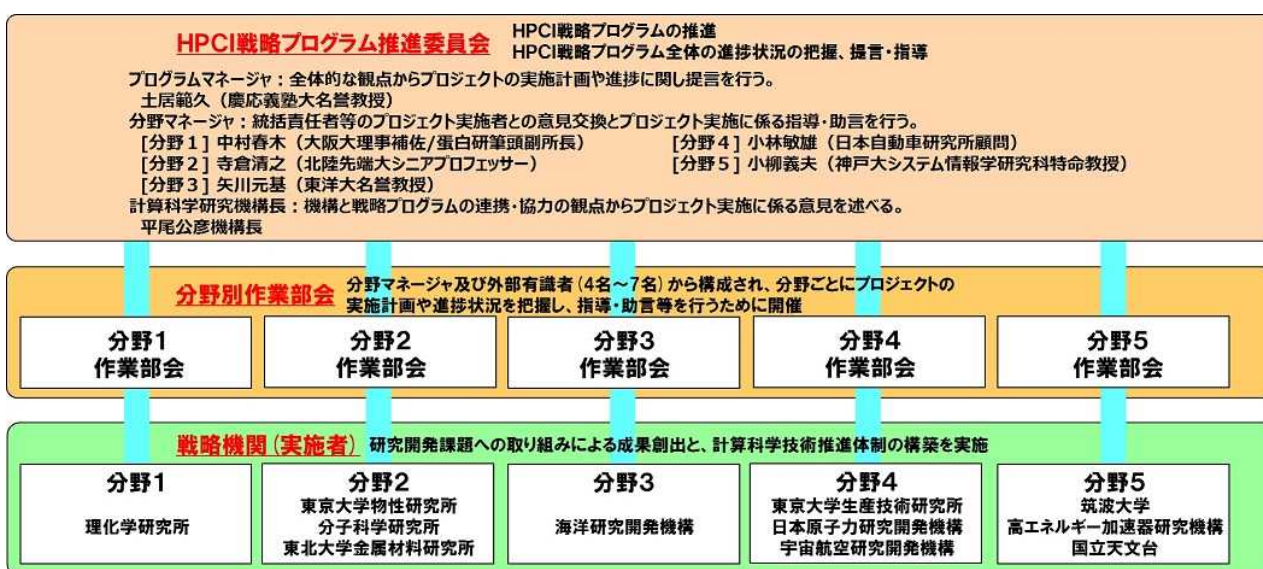 HPCI戦略プログラム推進委員会
HPCI戦略プログラムの推進
HPCI戦略プログラム全体の進捗状況の把握、提言・指導
プログラムマネージャ：全体的な観点からプロジェクトの実施計画や進捗に関し提言を行う。
土居範久（慶応義塾大名誉教授）
分野マネージャ：統括責任者等のプロジェクト実施者との意見交換とプロジェクト実施に係る指導・助言を行う。
［分野１］中村春木（大阪大理事補佐/蛋白研筆頭副所長）
［分野４］小林敏雄（日本自動車研究所顧問）
［分野２］寺倉清之（北陸先端大シニアプロフェッサー）
［分野５］小柳義夫（神戸大システム情報学研究科特命教授）
［分野３］矢川元基（東洋大名誉教授）
計算科学研究機構長：機構と戦略プログラムの連携・協力の観点からプロジェクト実施に係る意見を述べる。
平尾公彦機構長
分野別作業部会
分野マネージャ及び外部有識者（4名～7名）から構成され、分野ごとにプロジェクトの
実施計画や進捗状況を把握し、指導・助言等を行うために開催
分野1
作業部会
分野2
作業部会
分野3
作業部会
分野4
作業部会
分野5
作業部会
戦略機関（実施者）
研究開発課題への取り組みによる成果創出と、計算科学技術推進体制の構築を実施
分野1
理化学研究所
分野2
東京大学物性研究所
分子科学研究所
東北大学金属材料研究所
分野3
海洋研究開発機構
分野4
東京大学生産技術研究所
日本原子力研究開発機構
宇宙航空研究開発機構
分野5
筑波大学
高エネルギー加速器研究機構
国立天文台